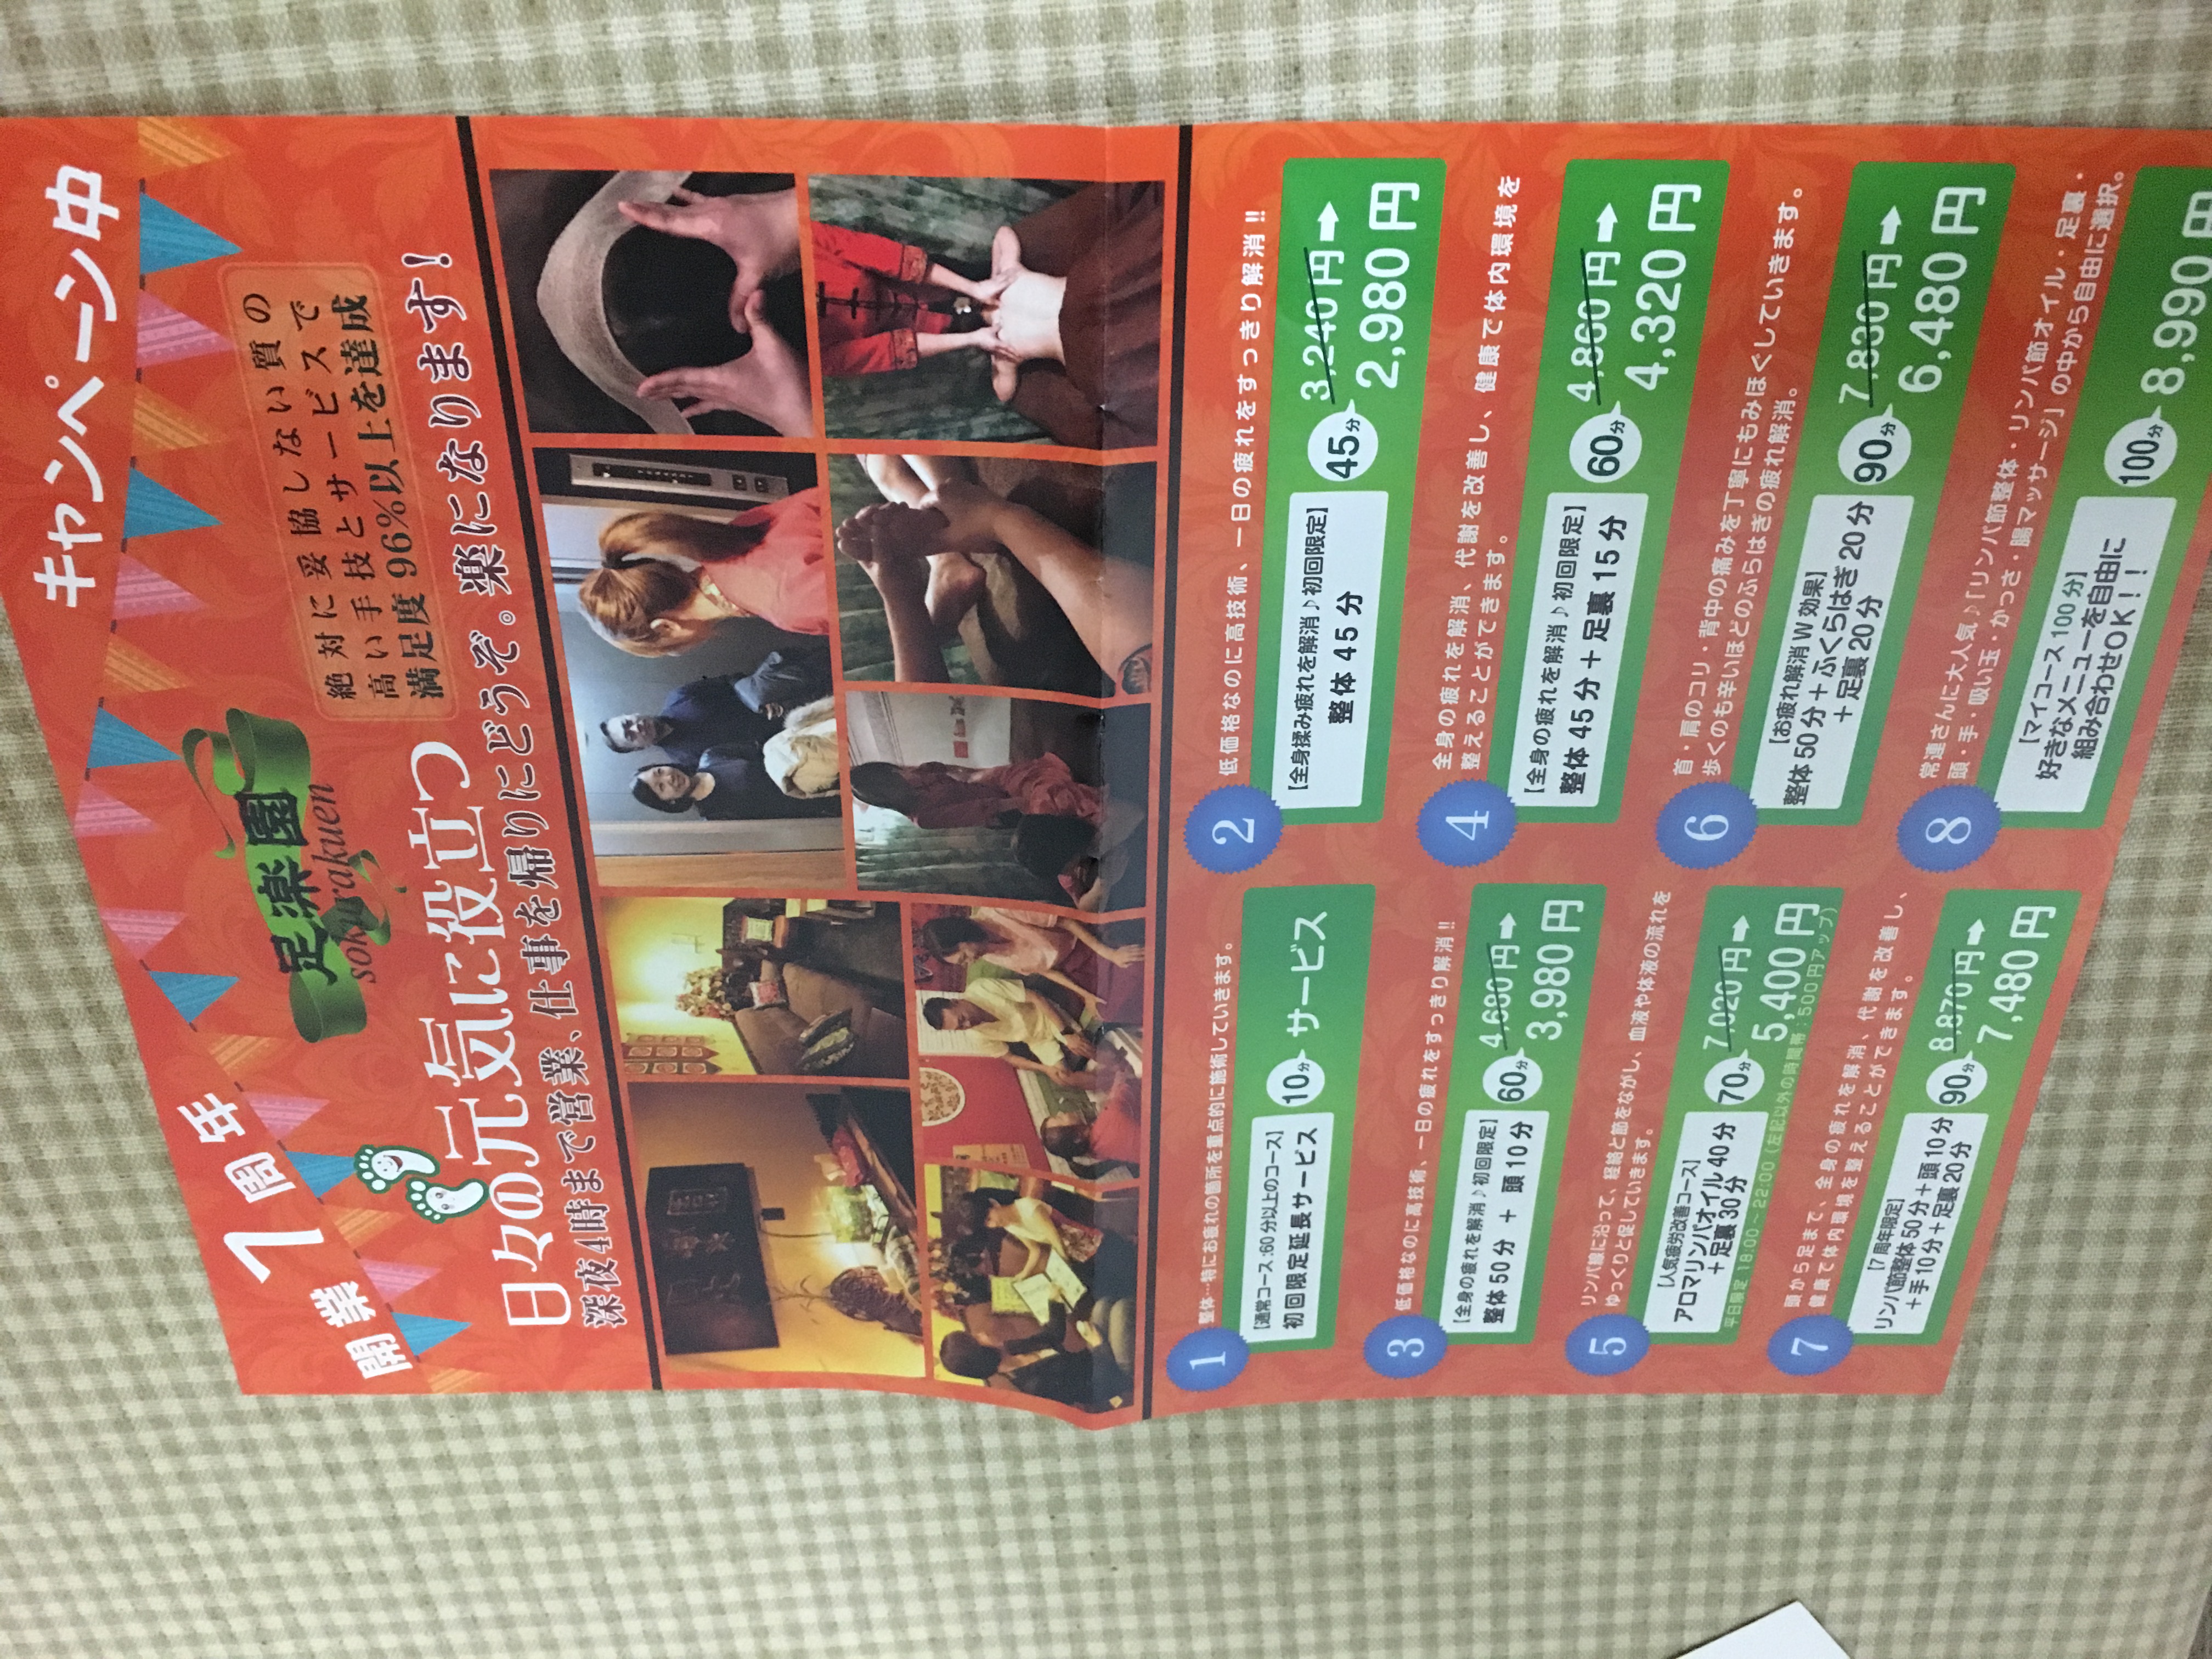 開業7周年
キャンペーン中
足楽園
sokurakuen
日々の元気に役立つ
絶対に妥協しない質の
高い手技とサービスで
満足度96%以上を達成
深夜4時まで営業、仕事を帰りにどうぞ。楽になります!
1
整体…特にお疲れの箇所を重点的に施術していきます。
【通常コース:60分以上のコース】
初回限定延長サービス
10分
サービス
2
低価格なのに高技術、一日の疲れをすっきり解消!!
【全身揉み疲れを解消♪初回限定】
整体45分
45分
3,240円➡
2,980円
3
低価格なのに高技術、一日の疲れをすっきり解消!!
【全身の疲れを解消♪初回限定】
整体50分 + 頭10分
60分
4,680円➡
3,980円
4
全身の疲れを解消、代謝を改善し、健康で体内環境を
整えることができます。
【全身の疲れを解消♪初回限定】
整体45分+足裏15分
60分
4,860円➡
4,320円
5
リンパ線に沿って、経絡と節をながし、血液や体液の流れを
ゆっくりと促していきます。
【人気疲労改善コース】
アロマリンパオイル40分
+足裏30分
70分
7,020円➡
5,400円
平日限定 18:00~22:00(左記以外の時間帯:500円アップ)
6
首・肩のコリ・背中の痛みを丁寧にもみほぐしていきます。
歩くのも辛いほどのふらはぎの疲れ解消。
【お疲れ解消W効果】
整体50分+ふくらはぎ20分
+足裏20分
90分
7,830円➡
6,480円
7
頭から足まで、全身の疲れを解消、代謝を改善し、
健康で体内環境を整えることができます。
【7周年限定】
リンパ節整体50分+頭10分
+手10分+足裏20分
90分
8,870円➡
7,480円
8
常連さんに大人気♪「リンパ節整体・リンパ節オイル・足裏・
頭・手・吸い玉・かっさ・腸マッサージ」の中から自由に選択。
【マイコース100分】
好きなメニューを自由に
組み合わせOK!!
100分
8,990円